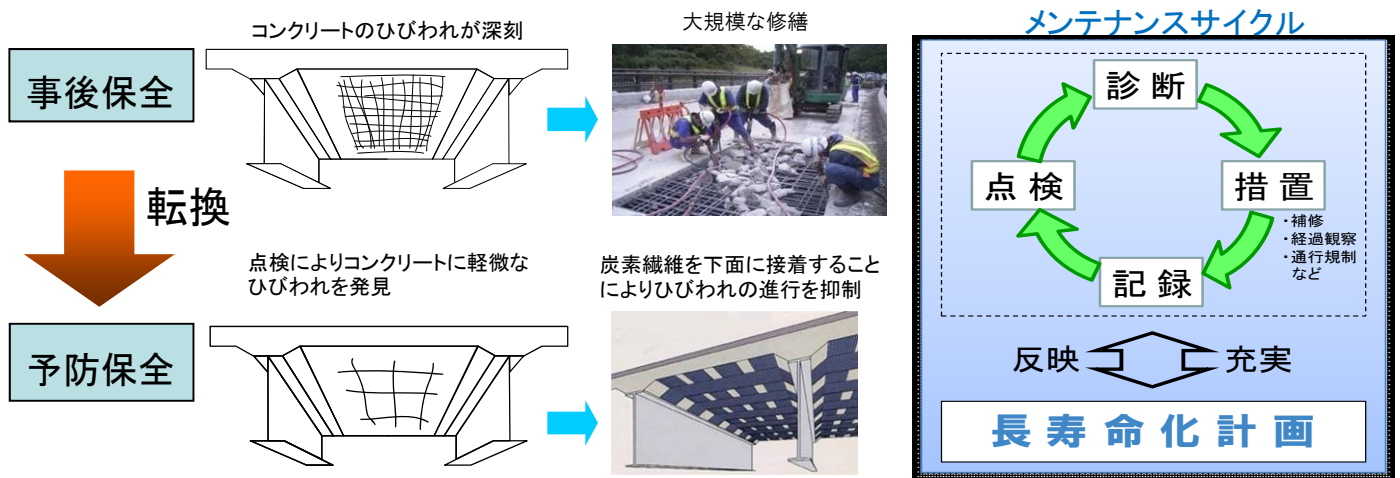 コンクリートのひびわれが深刻
大規模な修繕
メンテナンスサイクル
事後保全
転換
点検によりコンクリートに軽微な
ひびわれを発見
炭素繊維を下面に接着すること
によりひびわれの進行を抑制
予防保全
診断
点検
措置
・補修
・経過観察
・通行規制
など
記録
反映
充実
長寿命化計画